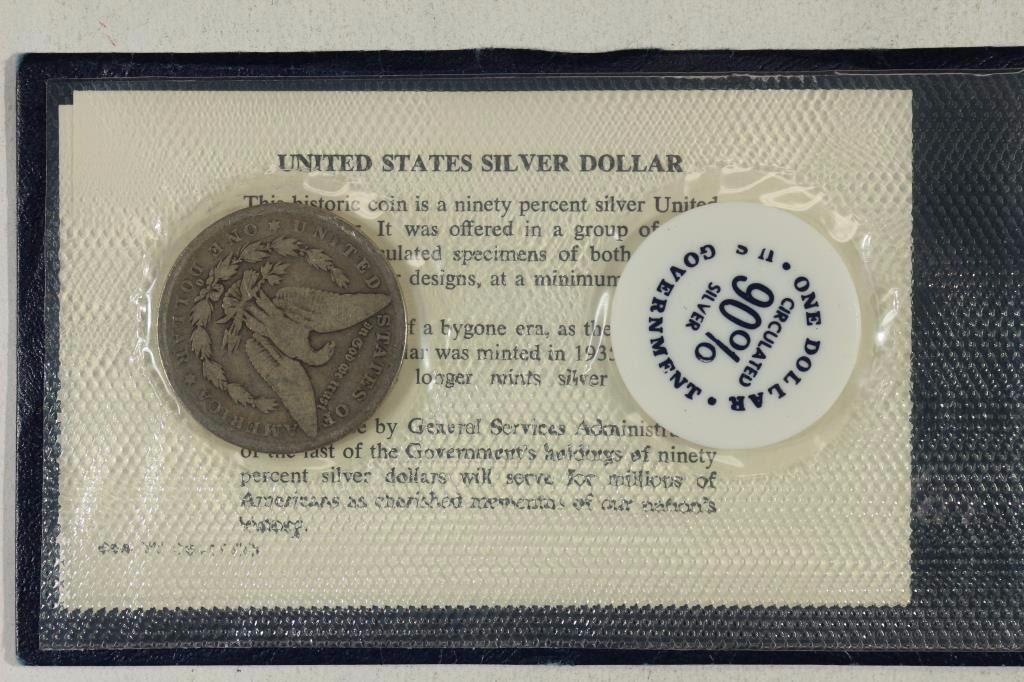 UNITED STATES SILVER DOLLAR
This historic coin is a ninety percent silver United
It was offered in a group of
culated specimens of both
designs, at a minimum
f a bygone era, as the
lar was minted in 1935
longer mints silver
by General Services Administr
of the last of the Government's holdings of ninety
percent silver dollars will serve for millions of
Americans as cherished mementos of our nation's
history.
UNITED STATES OF AMERICA
ONE DOLLAR
IN GOD WE TRUST
ONE DOLLAR • U S GOVERNMENT •
CIRCULATED
90%
SILVER